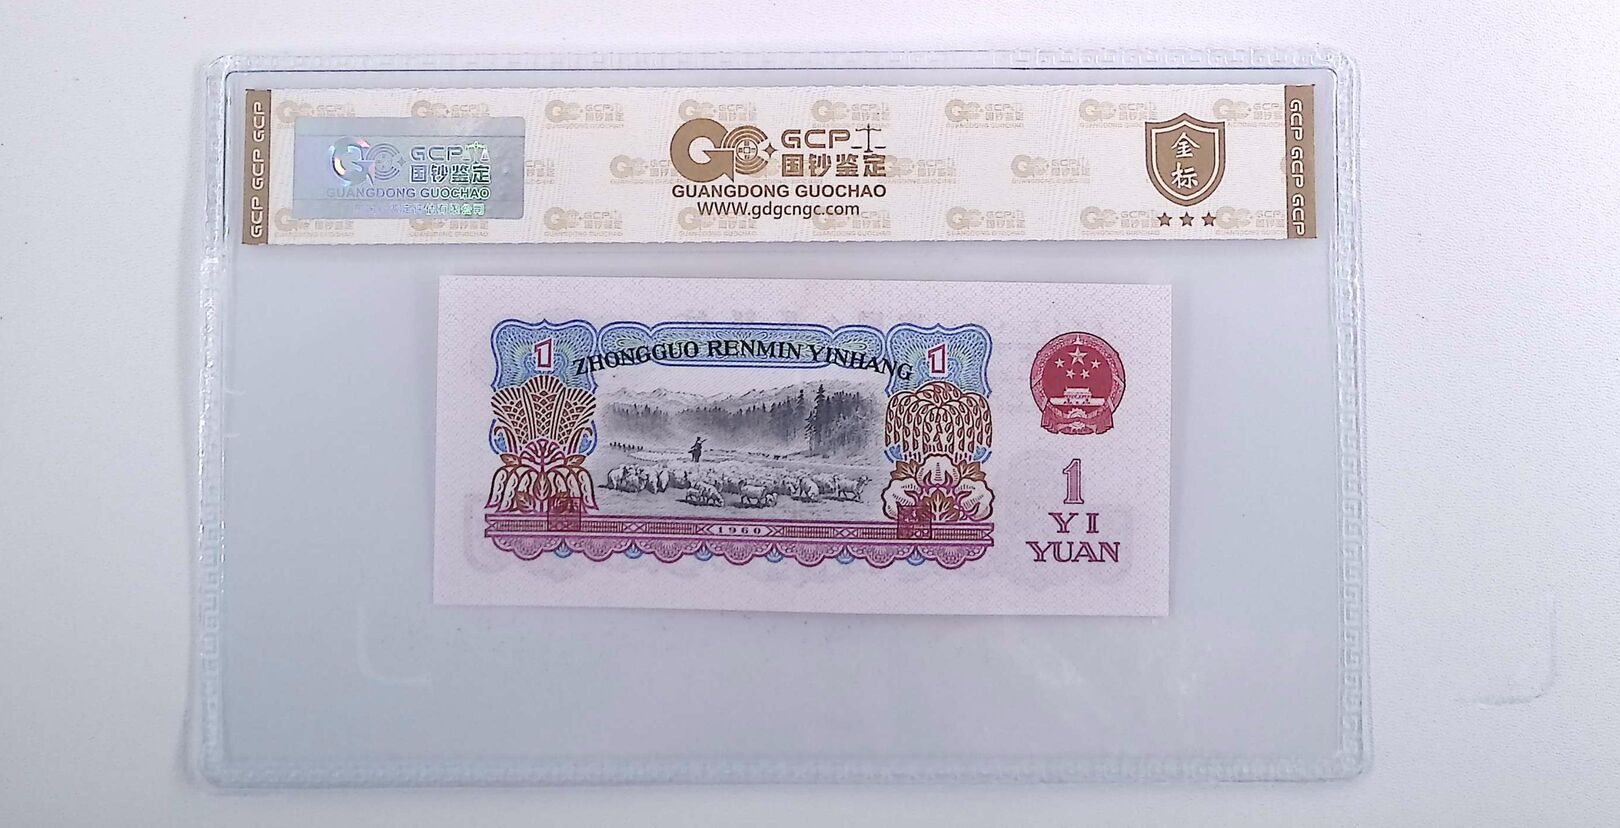 GCP GCP GCP
GCP
国钞鉴定
GUANGDONG GUOCHAO
GCP
国钞鉴定
GUANGDONG GUOCHAO
www.gdgcngc.com
金标
GCP GCP GCP
1
ZHONGGUO RENMIN YINHANG
1
1960
1
YI
YUAN